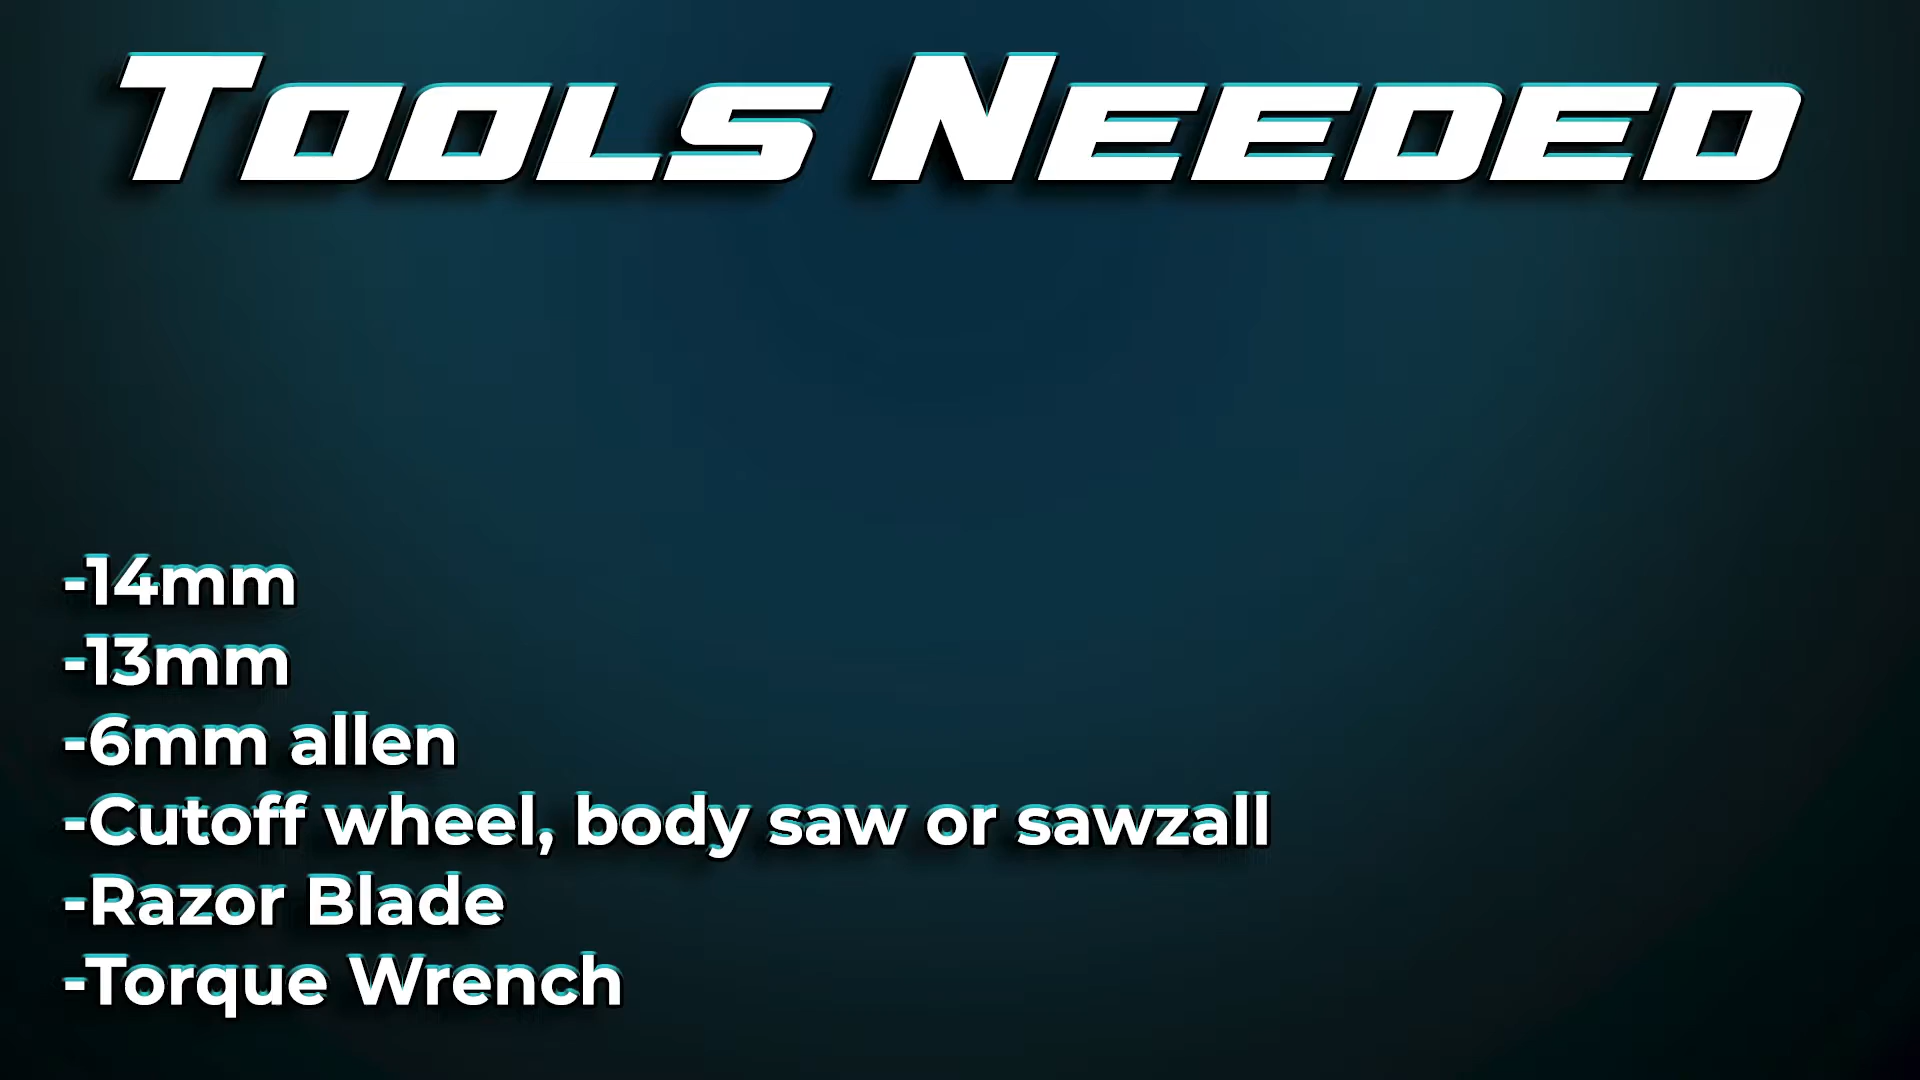 Tools Needed
-14mm
-13mm
-6mm allen
-Cutoff wheel, body saw or sawzall
-Razor Blade
-Torque Wrench